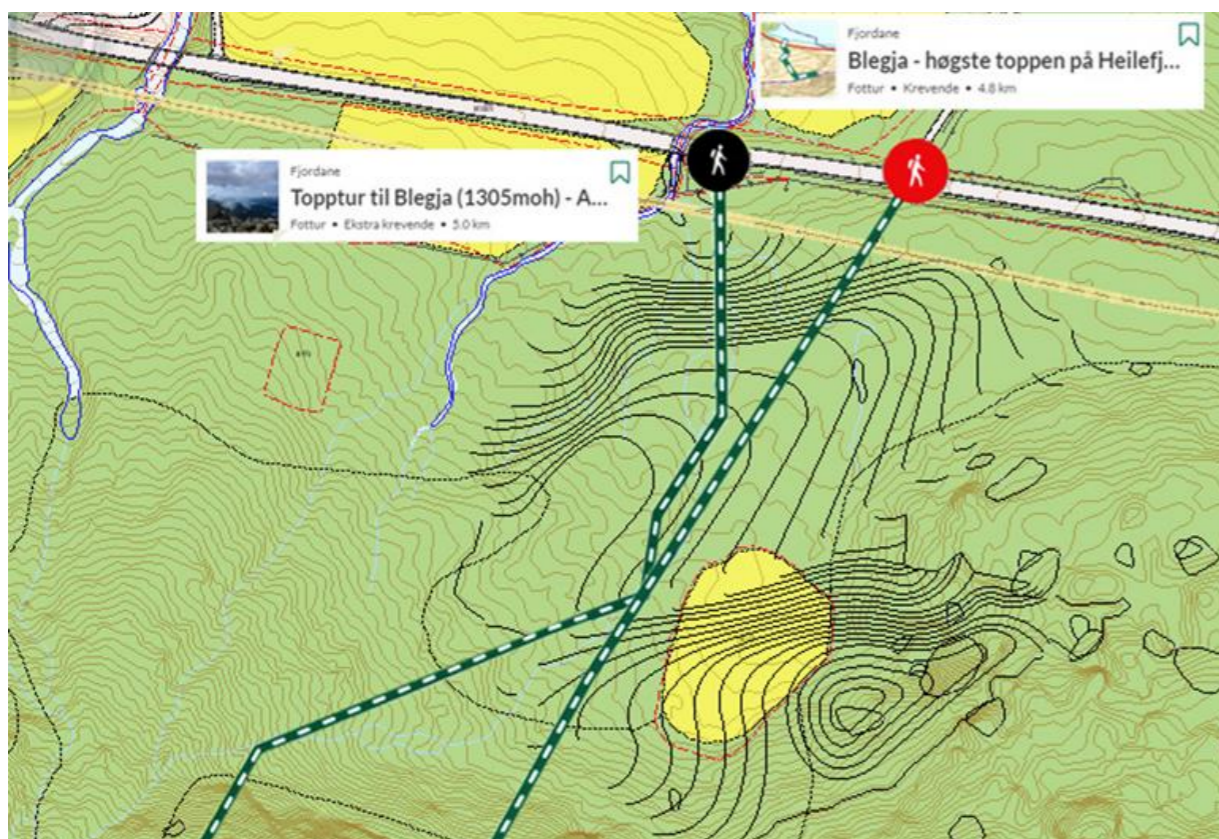 Fjordane
Blegja - høgste toppen på Heilefj...
Fottur • Krevende • 4.8 km
Fjordane
Topptur til Blegja (1305moh) - A...
Fottur • Ekstra krevende • 5.0 km